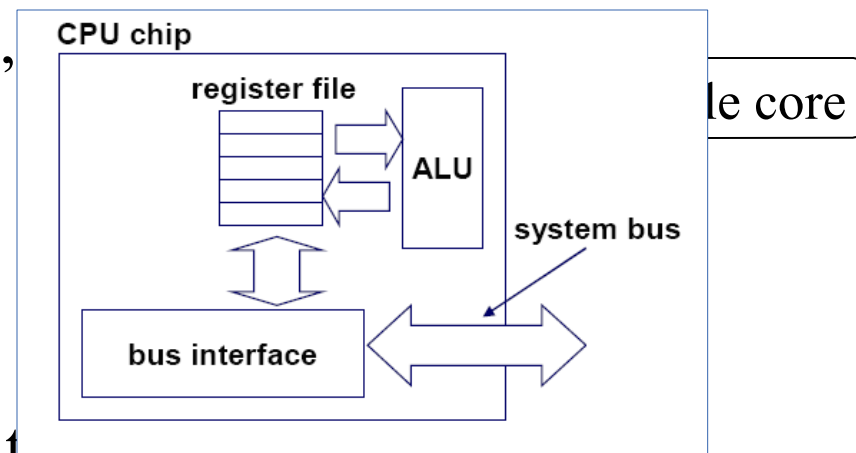 CPU chip
,
register file
le core
ALU
system bus
bus interface
t